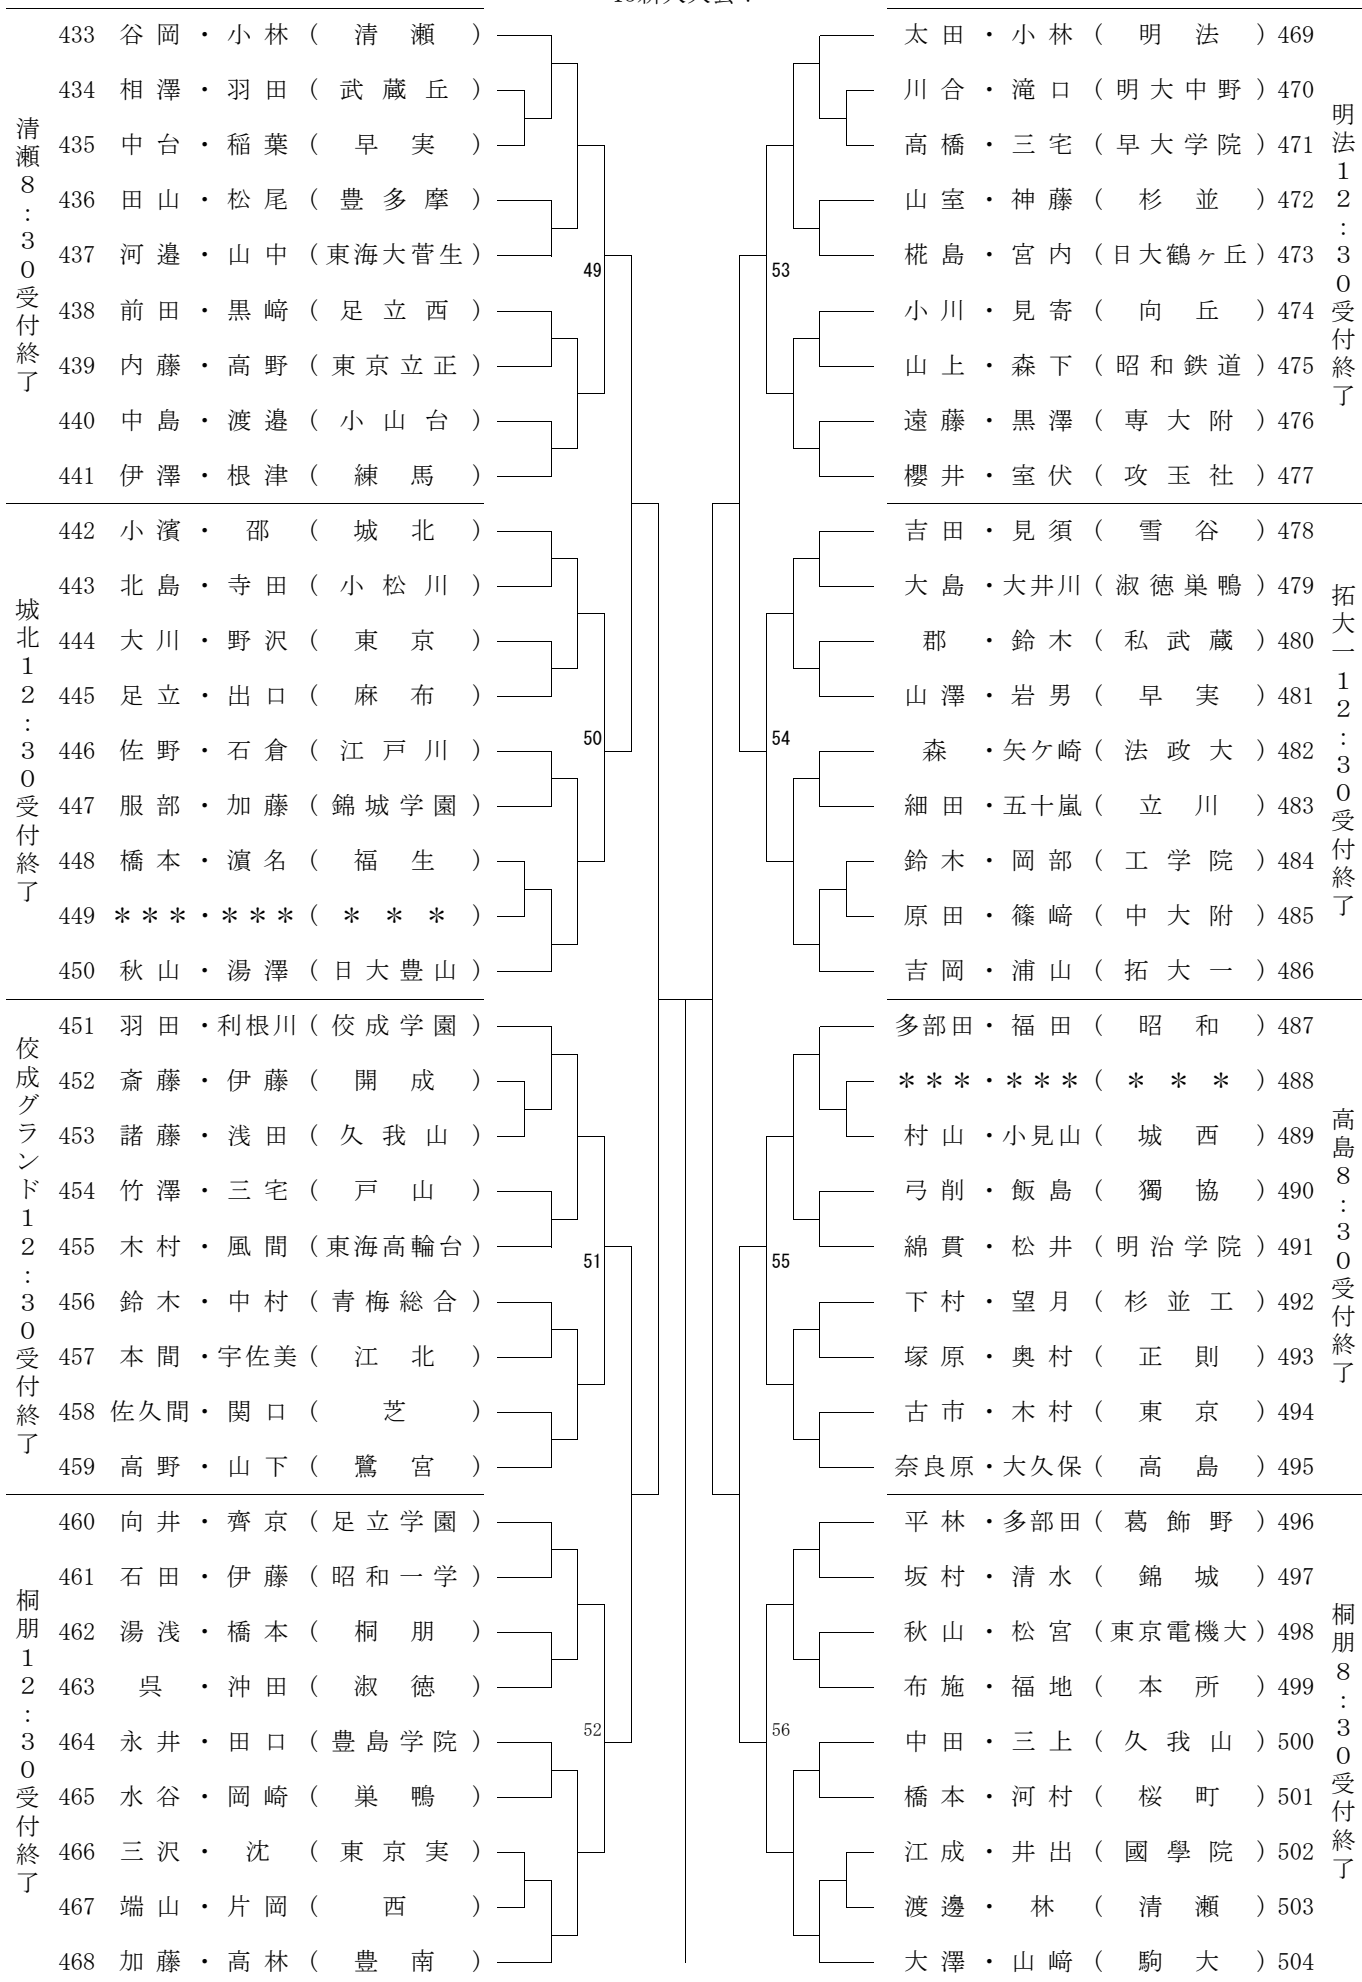 433 谷岡・小林(清瀬)
434 相澤・羽田(武蔵丘)
435 中台・稲葉(早実)
436 田山・松尾(豊多摩)
437 河邉・山中(東海大菅生)
438 前田・黒﨑(足立西)
439 内藤・高野(東京立正)
440 中島・渡邉(小山台)
441 伊澤・根津(練馬)
清瀬8:30受付終了
49
442 小濱・邵(城北)
443 北島・寺田(小松川)
444 大川・野沢(東京)
445 足立・出口(麻布)
446 佐野・石倉(江戸川)
447 服部・加藤(錦城学園)
448 橋本・濵名(福生)
449 ***・***(***)
450 秋山・湯澤(日大豊山)
城北12:30受付終了
50
451 羽田・利根川(佼成学園)
452 斎藤・伊藤(開成)
453 諸藤・浅田(久我山)
454 竹澤・三宅(戸山)
455 木村・風間(東海高輪台)
456 鈴木・中村(青梅総合)
457 本間・宇佐美(江北)
458 佐久間・関口(芝)
459 高野・山下(鷺宮)
佼成グランド12:30受付終了
51
460 向井・齊京(足立学園)
461 石田・伊藤(昭和一学)
462 湯浅・橋本(桐朋)
463 呉・沖田(淑徳)
464 永井・田口(豊島学院)
465 水谷・岡崎(巣鴨)
466 三沢・沈(東京実)
467 端山・片岡(西)
468 加藤・高林(豊南)
桐朋12:30受付終了
52
太田・小林(明法)469
川合・滝口(明大中野)470
高橋・三宅(早大学院)471
山室・神藤(杉並)472
椛島・宮内(日大鶴ヶ丘)473
小川・見寄(向丘)474
山上・森下(昭和鉄道)475
遠藤・黒澤(専大附)476
櫻井・室伏(攻玉社)477
明法12:30受付終了
53
吉田・見須(雪谷)478
大島・大井川(淑徳巣鴨)479
郡・鈴木(私武蔵)480
山澤・岩男(早実)481
森・矢ケ崎(法政大)482
細田・五十嵐(立川)483
鈴木・岡部(工学院)484
原田・篠﨑(中大附)485
吉岡・浦山(拓大一)486
拓大一12:30受付終了
54
多部田・福田(昭和)487
***・***(***)488
村山・小見山(城西)489
弓削・飯島(獨協)490
綿貫・松井(明治学院)491
下村・望月(杉並工)492
塚原・奥村(正則)493
古市・木村(東京)494
奈良原・大久保(高島)495
高島8:30受付終了
55
平林・多部田(葛飾野)496
坂村・清水(錦城)497
秋山・松宮(東京電機大)498
布施・福地(本所)499
中田・三上(久我山)500
橋本・河村(桜町)501
江成・井出(國學院)502
渡邊・林(清瀬)503
大澤・山﨑(駒大)504
桐朋8:30受付終了
56